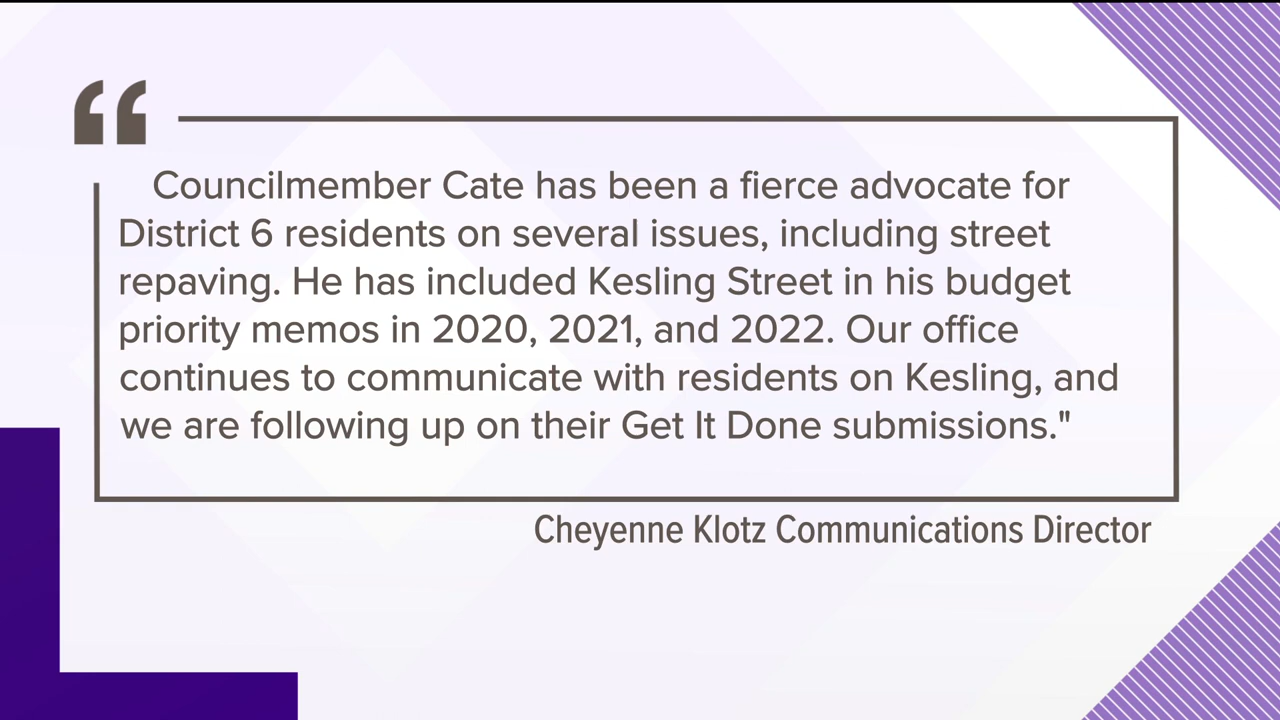 “
Councilmember Cate has been a fierce advocate for
District 6 residents on several issues, including street
repaving. He has included Kesling Street in his budget
priority memos in 2020, 2021, and 2022. Our office
continues to communicate with residents on Kesling, and
we are following up on their Get It Done submissions."
Cheyenne Klotz Communications Director